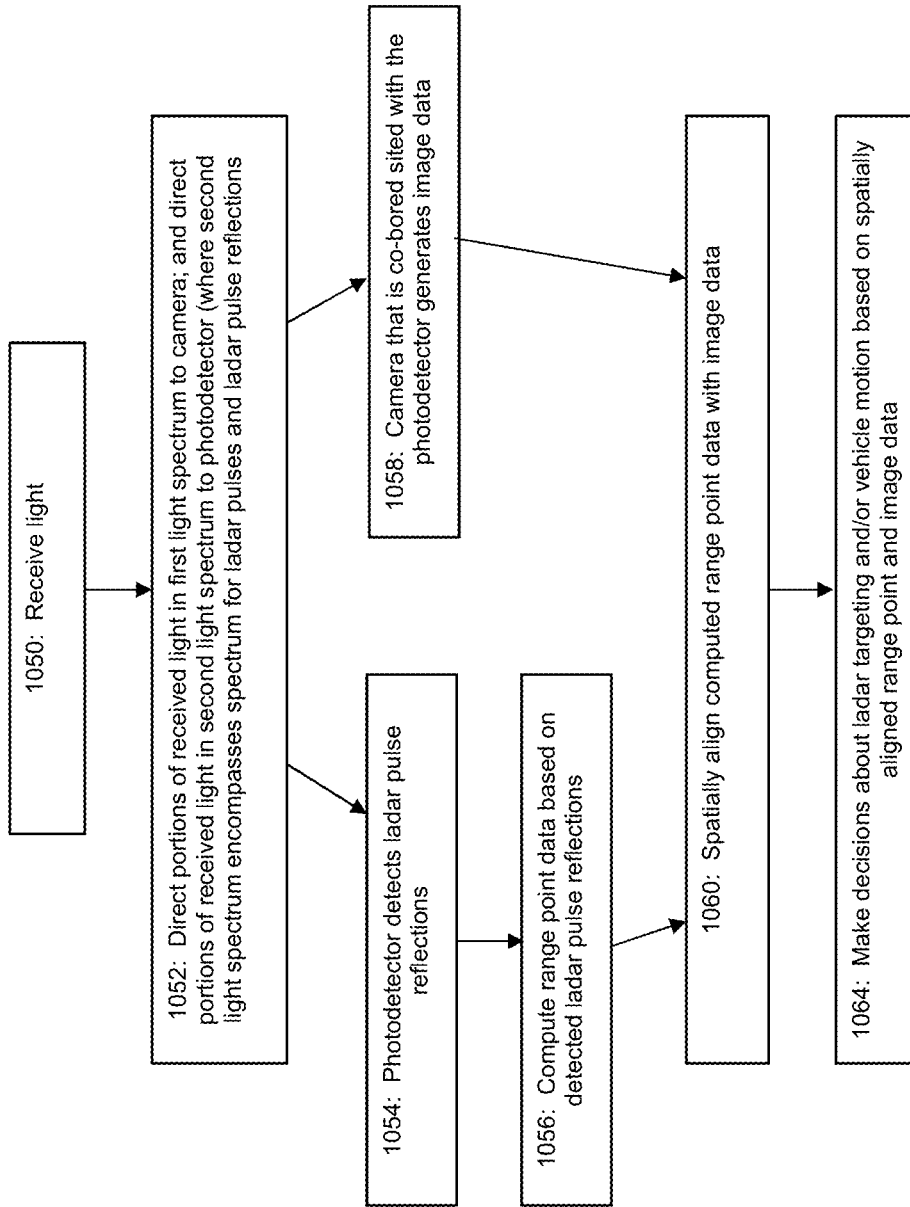 1050: Receive light
1052: Direct portions of received light in first light spectrum to camera; and direct
portions of received light in second light spectrum to photodetector (where second
light spectrum encompasses spectrum for ladar pulses and ladar pulse reflections
1054: Photodetector detects ladar pulse
reflections
1056: Compute range point data based on
detected ladar pulse reflections
1058: Camera that is co-bored sited with the
photodetector generates image data
1060: Spatially align computed range point data with image data
1064: Make decisions about ladar targeting and/or vehicle motion based on spatially
aligned range point and image data